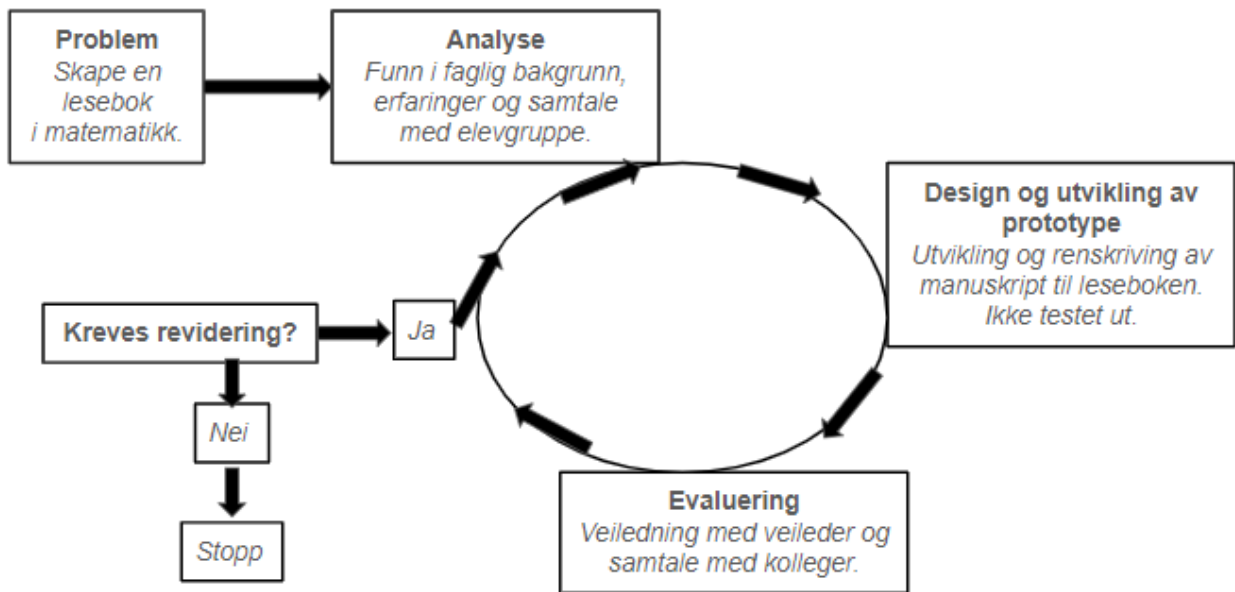 Problem
Skape en
lesebok
i matematikk.
Analyse
Funn i faglig bakgrunn,
erfaringer og samtale
med elevgruppe.
Design og utvikling av
prototype
Utvikling og renskriving av
manuskript til leseboken.
Ikke testet ut.
Kreves revidering?
Ja
Nei
Stopp
Evaluering
Veiledning med veileder og
samtale med kolleger.